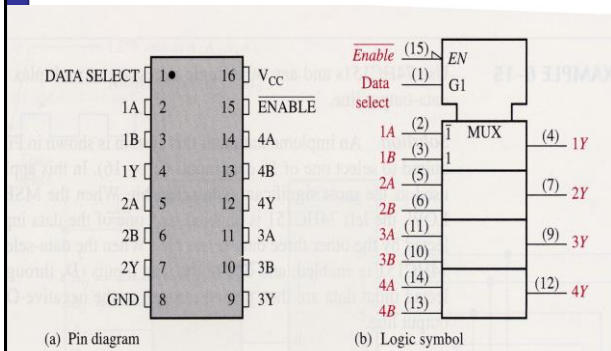 DATA SELECT 1 16 VCC
1A 2 15 E̅N̅A̅B̅L̅E̅
1B 3 14 4A
1Y 4 13 4B
2A 5 12 4Y
2B 6 11 3A
2Y 7 10 3B
GND 8 9 3Y
(a) Pin diagram
E̅n̅a̅b̅l̅e̅ (15) EN
Data (1) G1
select
1A (2) 1̅ MUX (4) 1Y
1B 1
2A (5) (7) 2Y
2B (6)
3A (11) (9) 3Y
3B (10)
4A (14) (12) 4Y
4B (13)
(b) Logic symbol